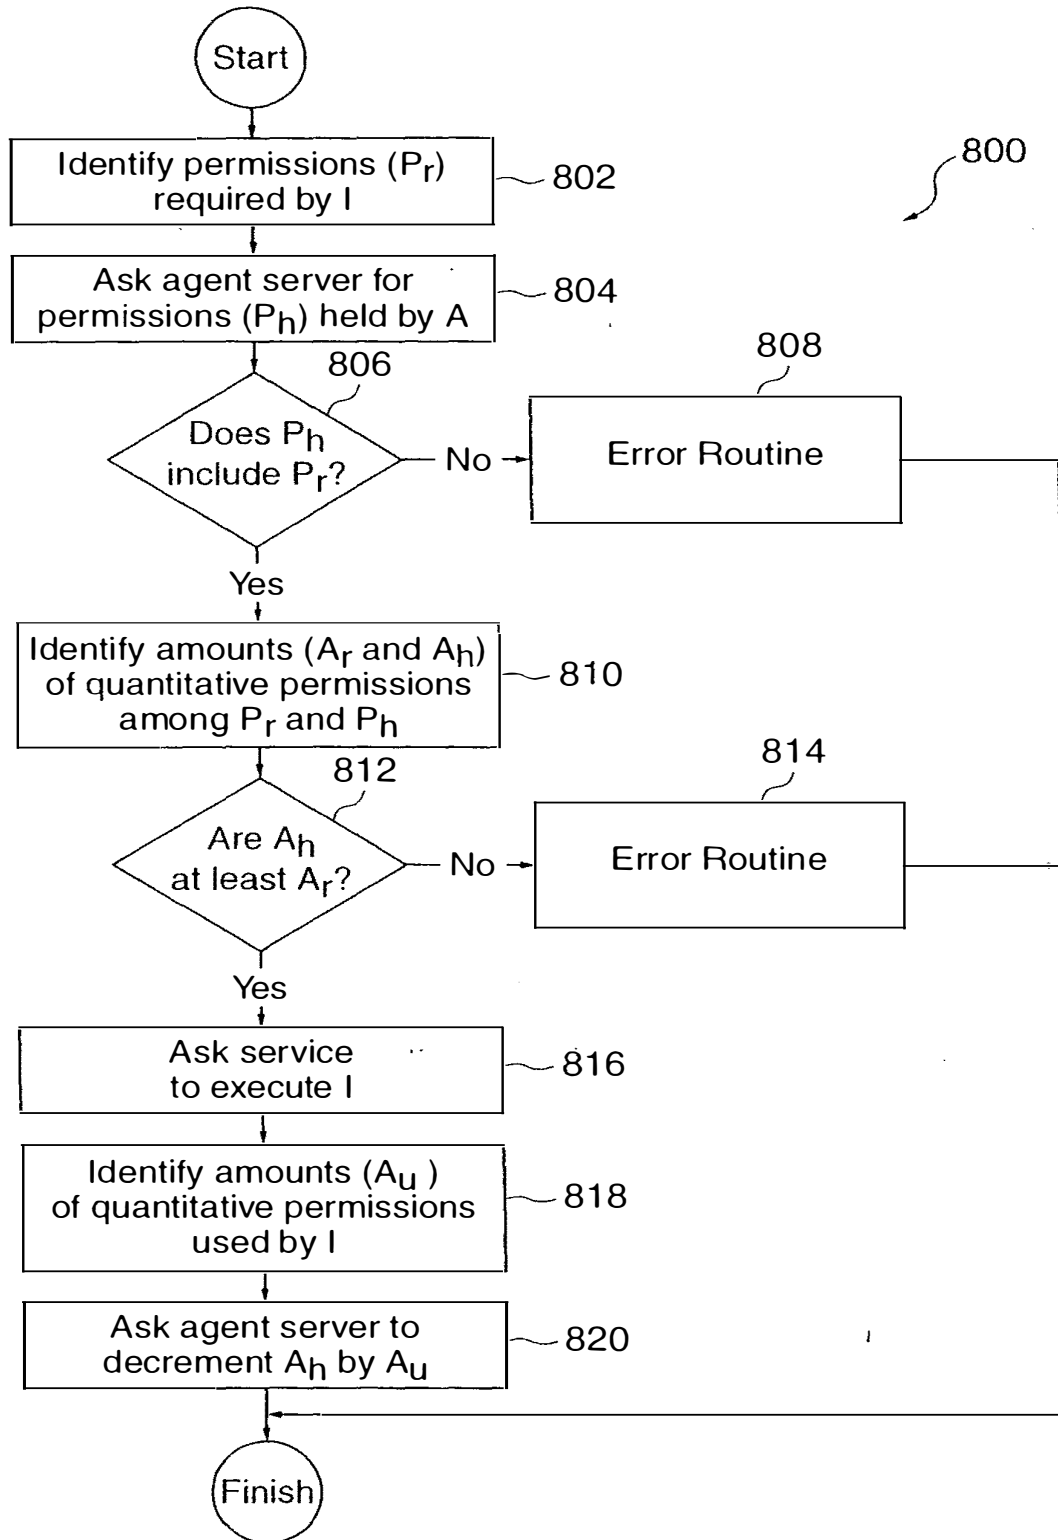 Start
800
Identify permissions (Pr)
required by I
802
Ask agent server for
permissions (Ph) held by A
804
806
Does Ph
include Pr?
No
808
Error Routine
Yes
Identify amounts (Ar and Ah)
of quantitative permissions
among Pr and Ph
810
812
Are Ah
at least Ar?
No
814
Error Routine
Yes
Ask service
to execute I
816
Identify amounts (Au )
of quantitative permissions
used by I
818
Ask agent server to
decrement Ah by Au
820
Finish